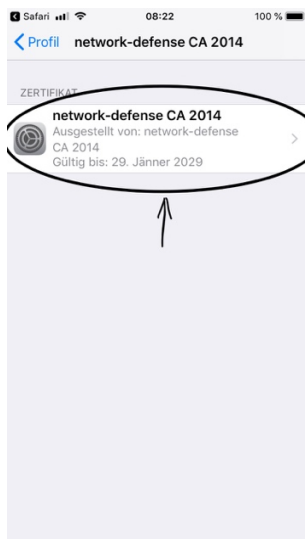 Safari 08:22 100 %
Profil network-defense CA 2014
ZERTIFIKAT
network-defense CA 2014
Ausgestellt von: network-defense
CA 2014
Gültig bis: 29. Jänner 2029